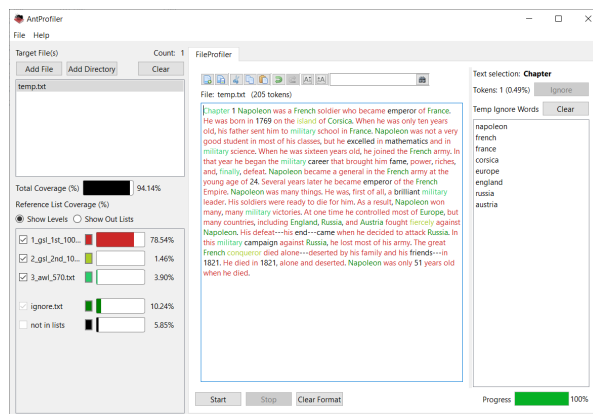 AntProfiler
File Help
Target File(s) Count: 1
Add File Add Directory Clear
temp.txt
Total Coverage (%) 94.14%
Reference List Coverage (%)
Show Levels Show Out Lists
1_gsl_1st_100... 78.54%
2_gsl_2nd_10... 1.46%
3_awl_570.txt 3.90%
ignore.txt 10.24%
not in lists 5.85%
FileProfiler
File: temp.txt (205 tokens)
Chapter 1 Napoleon was a French soldier who became emperor of France.
He was born in 1769 on the island of Corsica. When he was only ten years
old, his father sent him to military school in France. Napoleon was not a very
good student in most of his classes, but he excelled in mathematics and in
military science. When he was sixteen years old, he joined the French army. In
that year he began the military career that brought him fame, power, riches,
and, finally, defeat. Napoleon became a general in the French army at the
young age of 24. Several years later he became emperor of the French
Empire. Napoleon was many things. He was, first of all, a brilliant military
leader. His soldiers were ready to die for him. As a result, Napoleon won
many, many military victories. At one time he controlled most of Europe, but
many countries, including England, Russia, and Austria fought fiercely against
Napoleon. His defeat---his end---came when he decided to attack Russia. In
this military campaign against Russia, he lost most of his army. The great
French conqueror died alone---deserted by his family and his friends---in
1821. He died in 1821, alone and deserted. Napoleon was only 51 years old
when he died.
Start Stop Clear Format
Text selection: Chapter
Tokens: 1 (0.49%) Ignore
Temp Ignore Words Clear
napoleon
french
france
corsica
europe
england
russia
austria
Progress 100%